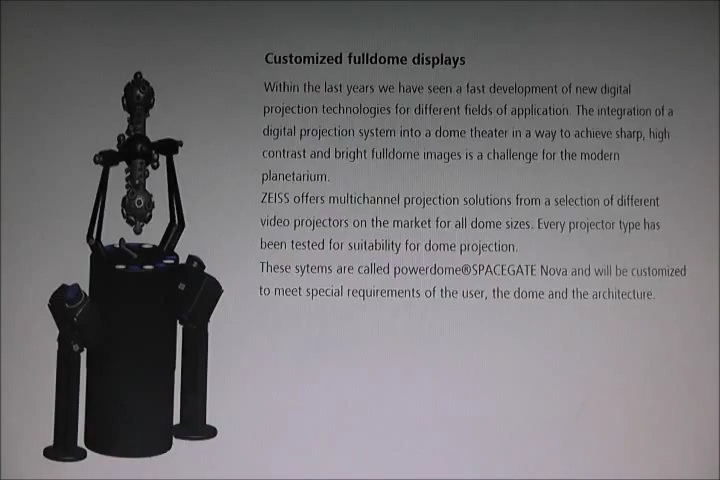 Customized fulldome displays
Within the last years we have seen a fast development of new digital
projection technologies for different fields of application. The integration of a
digital projection system into a dome theater in a way to achieve sharp, high
contrast and bright fulldome images is a challenge for the modern
planetarium.
ZEISS offers multichannel projection solutions from a selection of different
video projectors on the market for all dome sizes. Every projector type has
been tested for suitability for dome projection.
These sytems are called powerdome®SPACEGATE Nova and will be customized
to meet special requirements of the user, the dome and the architecture.